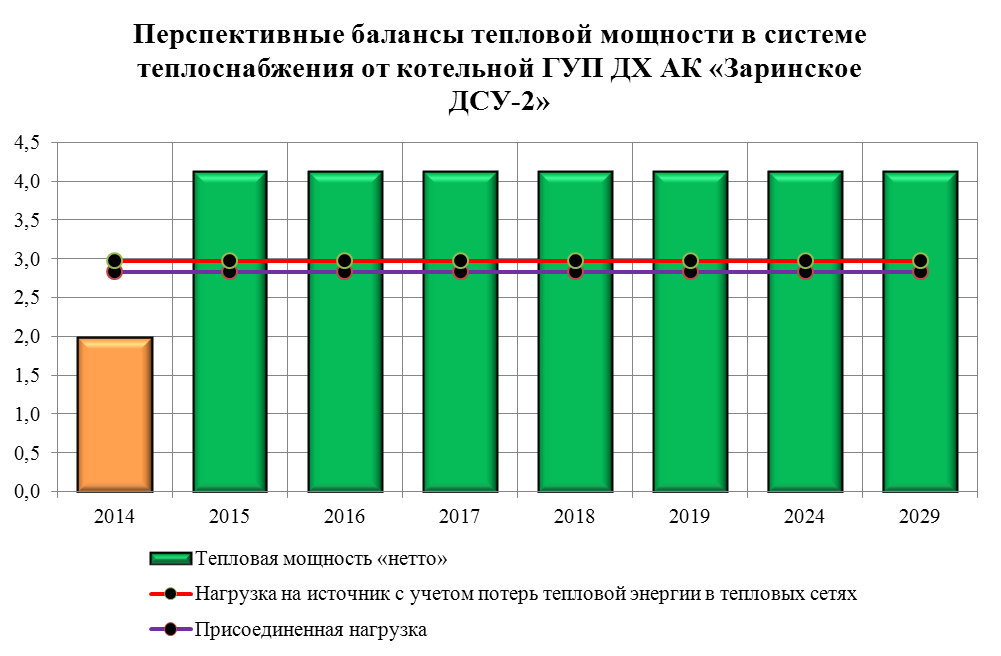 Перспективные балансы тепловой мощности в системе
теплоснабжения от котельной ГУП ДХ АК «Заринское
ДСУ-2»
4,5
4,0
3,5
3,0
2,5
2,0
1,5
1,0
0,5
0,0
2014 2015 2016 2017 2018 2019 2024 2029
Тепловая мощность «нетто»
Нагрузка на источник с учетом потерь тепловой энергии в тепловых сетях
Присоединенная нагрузка